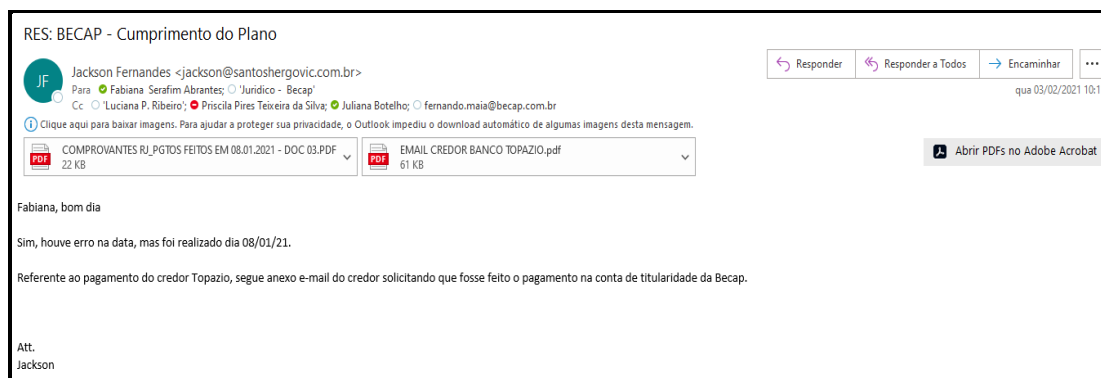 RES: BECAP - Cumprimento do Plano
JF
Jackson Fernandes <jackson@santoshergovic.com.br>
Para Fabiana Serafim Abrantes; 'Juridico - Becap'
Cc 'Luciana P. Ribeiro'; Priscila Pires Teixeira da Silva; Juliana Botelho; fernando.maia@becap.com.br
Responder
Responder a Todos
Encaminhar
qua 03/02/2021 10:1
Clique aqui para baixar imagens. Para ajudar a proteger sua privacidade, o Outlook impediu o download automático de algumas imagens desta mensagem.
PDF
COMPROVANTES RJ_PGTOS FEITOS EM 08.01.2021 - DOC 03.PDF
22 KB
PDF
EMAIL CREDOR BANCO TOPAZIO.pdf
61 KB
Abrir PDFs no Adobe Acrobat
Fabiana, bom dia
Sim, houve erro na data, mas foi realizado dia 08/01/21.
Referente ao pagamento do credor Topazio, segue anexo e-mail do credor solicitando que fosse feito o pagamento na conta de titularidade da Becap.
Att.
Jackson